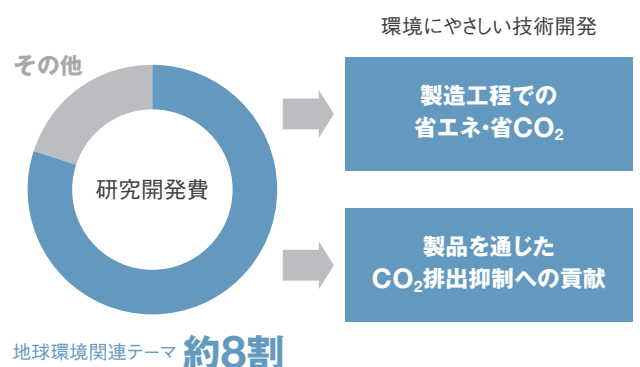 環境にやさしい技術開発
その他
製造工程での
省エネ・省CO₂
研究開発費
製品を通じた
CO₂排出抑制への貢献
地球環境関連テーマ 約8割